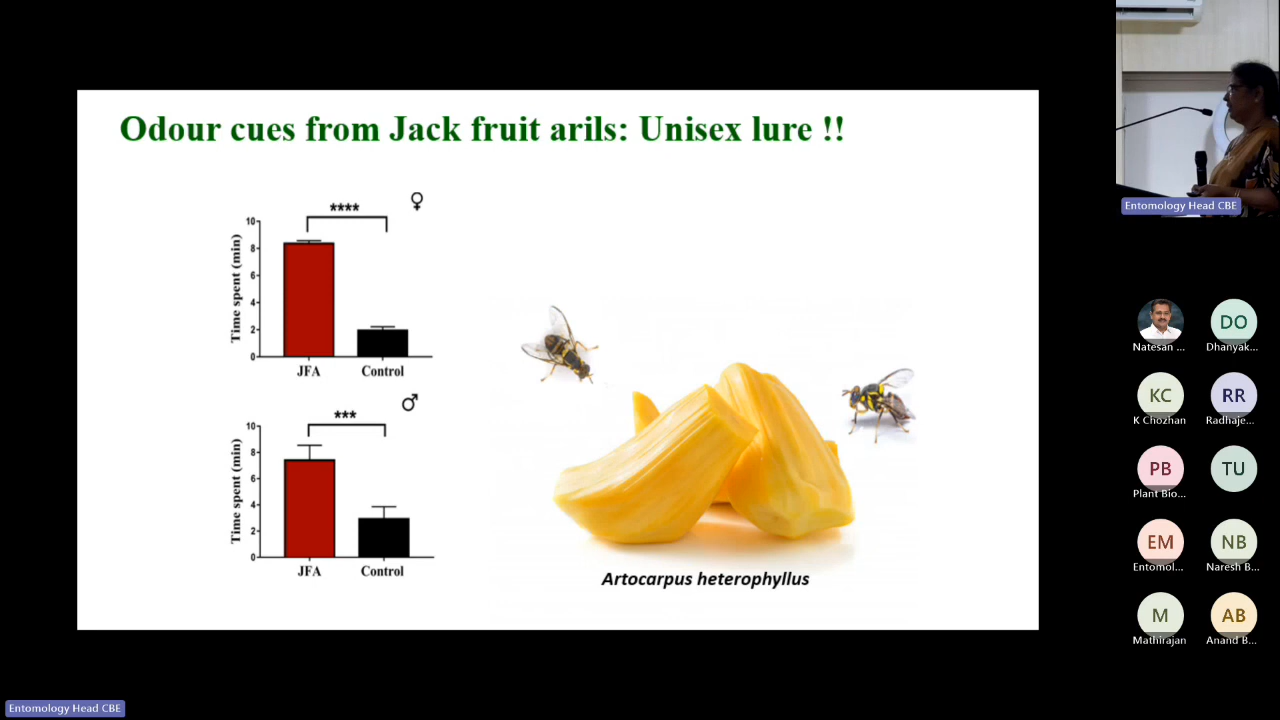 Odour cues from Jack fruit arils: Unisex lure !!
♀
****
Time spent (min)
10
8
6
4
2
0
JFA
Control
♂
***
Time spent (min)
10
8
6
4
2
0
JFA
Control
Artocarpus heterophyllus
Entomology Head CBE
Natesan ...
DO
Dhanyak...
KC
K Chozhan
RR
Radhaje...
PB
Plant Bio...
TU
EM
Entomol...
NB
Naresh B...
M
Mathirajan
AB
Anand B...
Entomology Head CBE